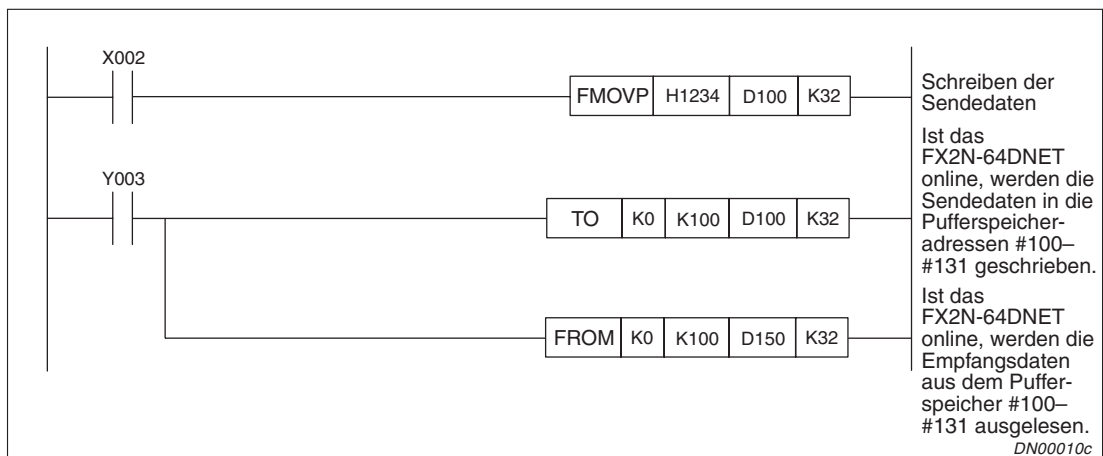 X002
FMOVP H1234 D100 K32
Schreiben der
Sendedaten
Y003
TO K0 K100 D100 K32
Ist das
FX2N-64DNET
online, werden die
Sendedaten in die
Pufferspeicher-
adressen #100–
#131 geschrieben.
FROM K0 K100 D150 K32
Ist das
FX2N-64DNET
online, werden die
Empfangsdaten
aus dem Puffer-
speicher #100–
#131 ausgelesen.
DN00010c